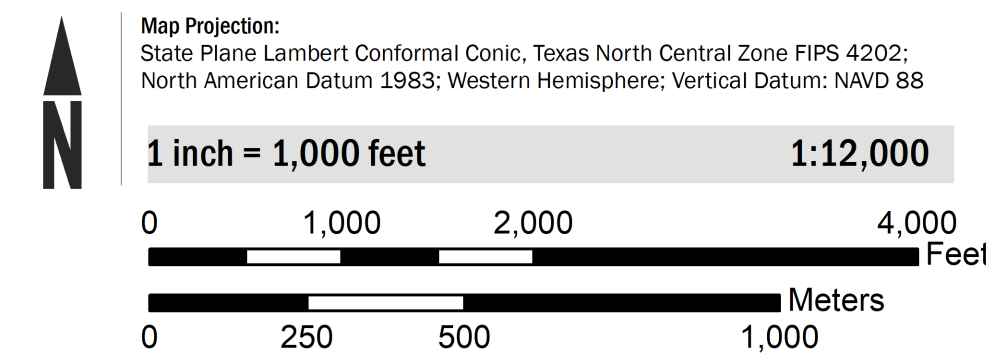 N
Map Projection:
State Plane Lambert Conformal Conic, Texas North Central Zone FIPS 4202;
North American Datum 1983; Western Hemisphere; Vertical Datum: NAVD 88
1 inch = 1,000 feet 1:12,000
0 1,000 2,000 4,000
Feet
Meters
0 250 500 1,000